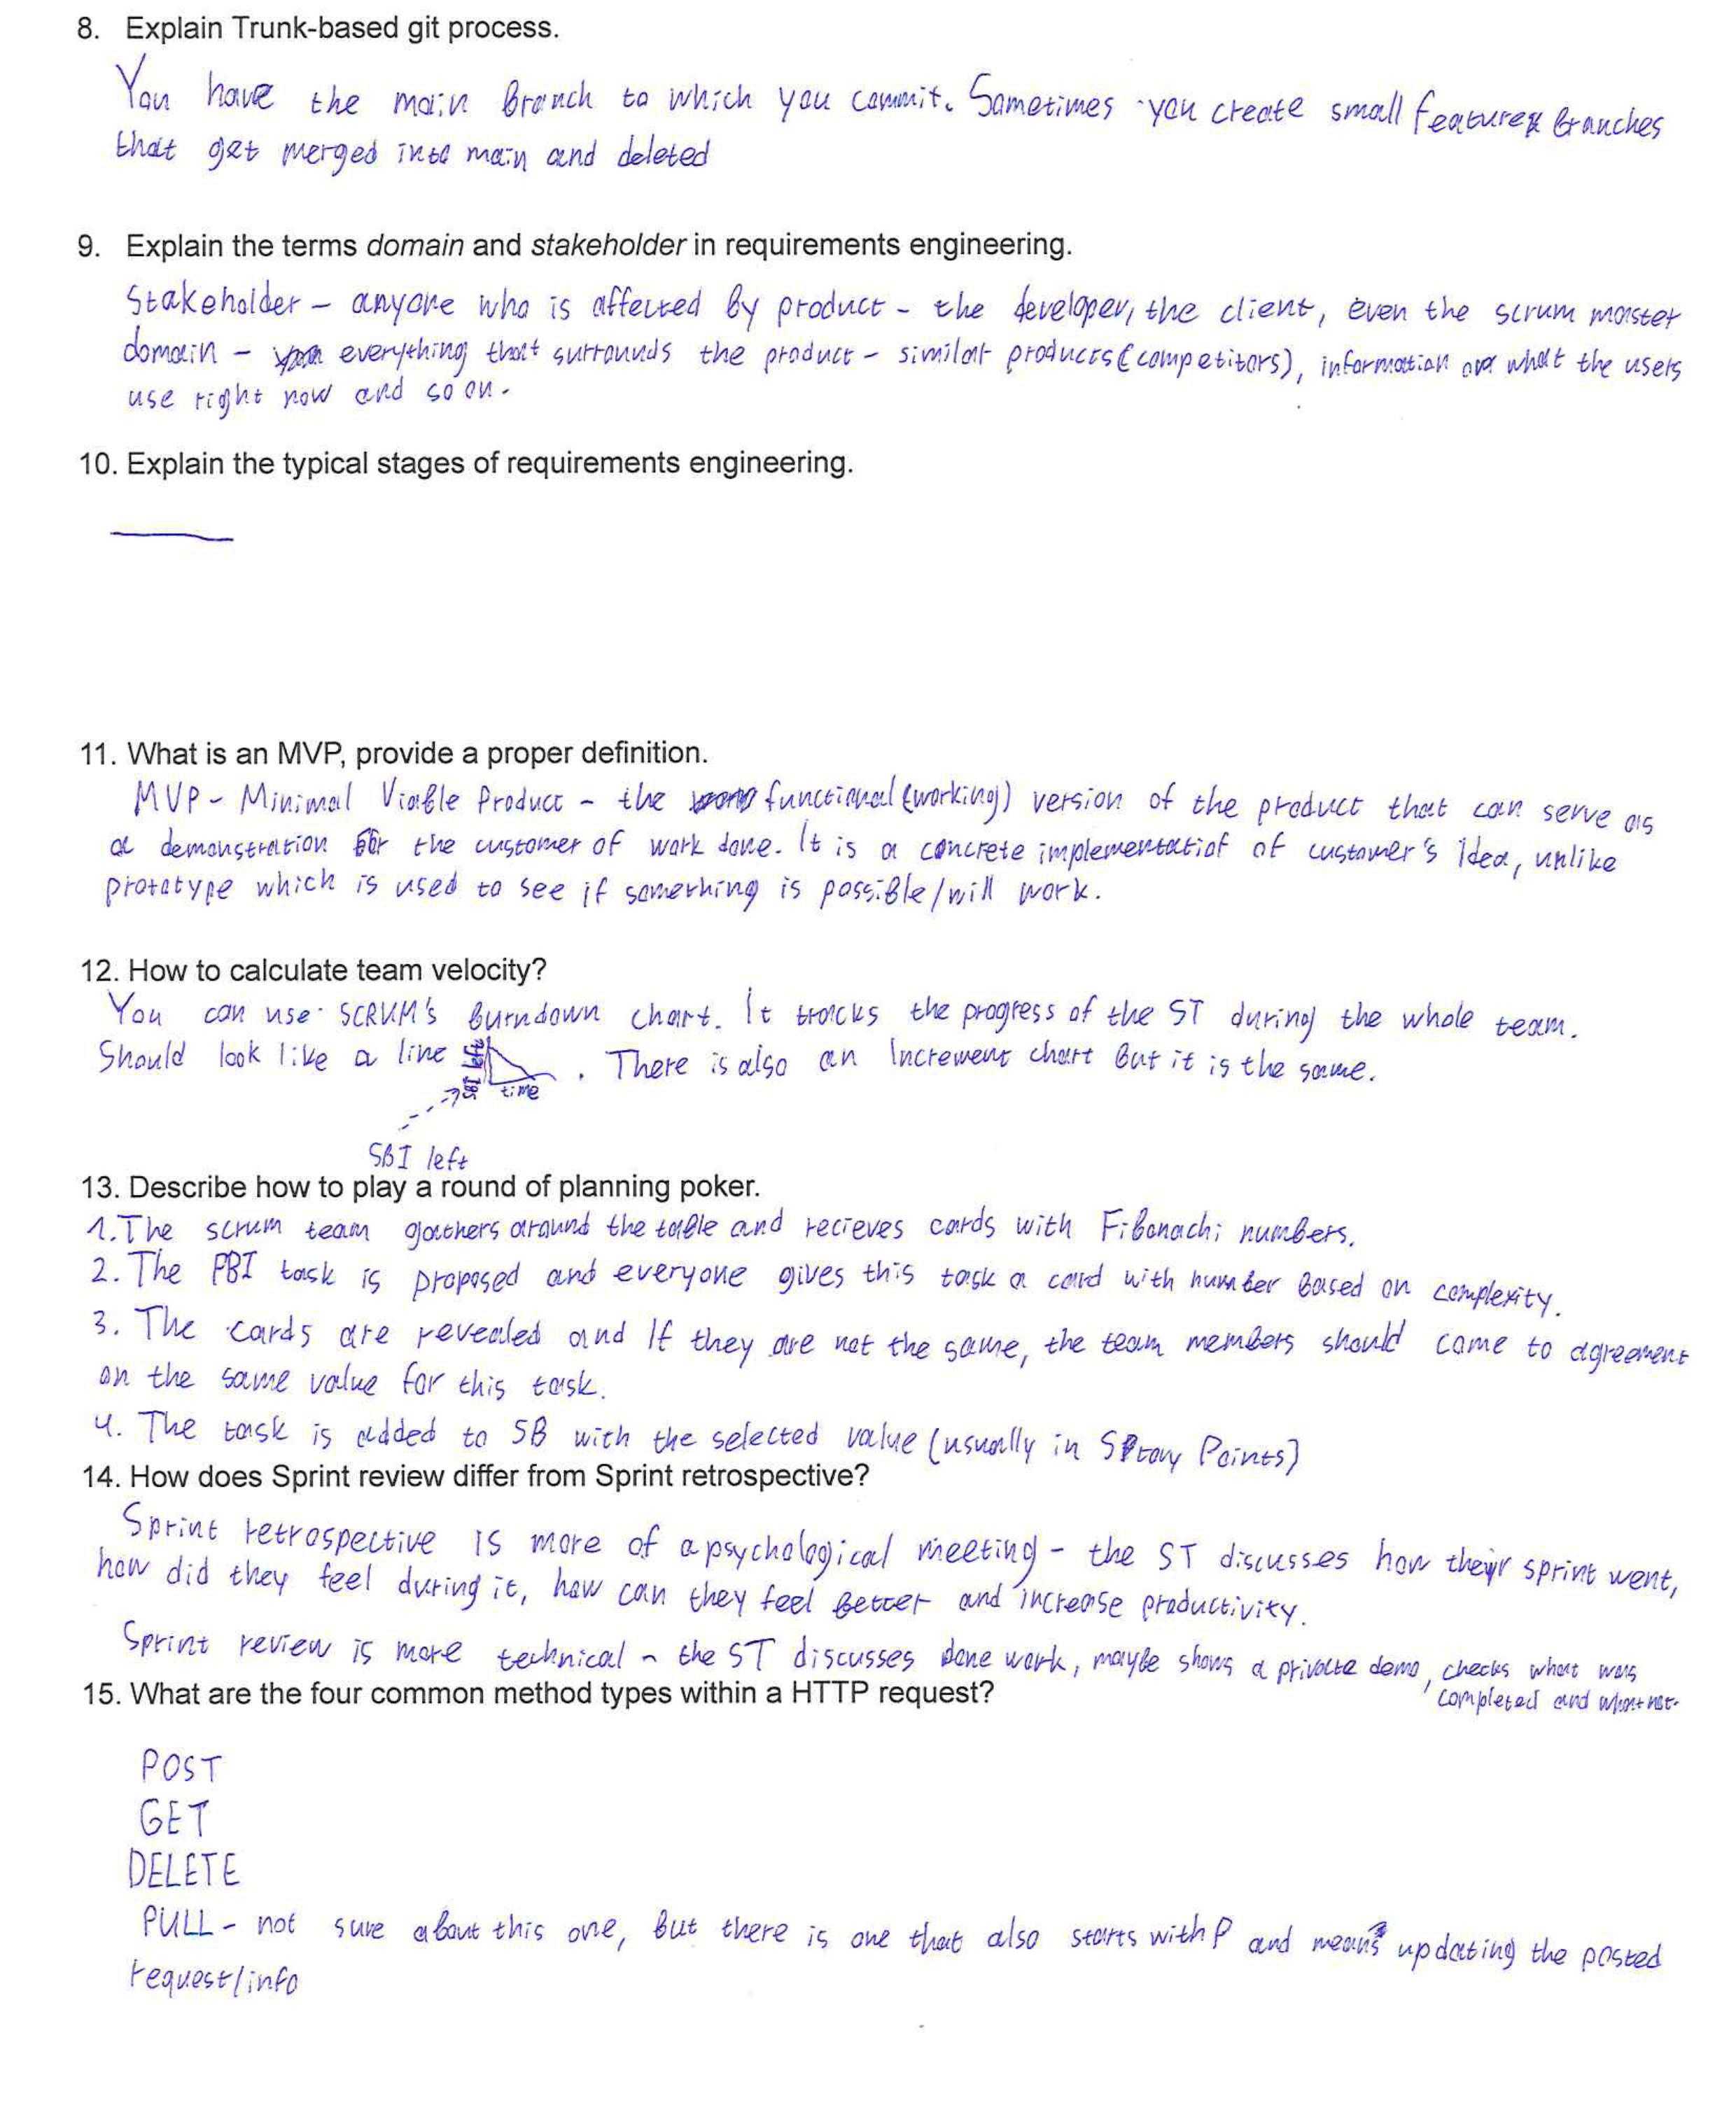 8. Explain Trunk-based git process.
You have the main branch to which you commit. Sometimes you create small feature branches
that get merged into main and deleted
9. Explain the terms domain and stakeholder in requirements engineering.
Stakeholder - anyone who is affected by product - the developer, the client, even the scrum master
domain - everything that surrounds the product - similar products (competitors), information on what the users
use right now and so on.
10. Explain the typical stages of requirements engineering.
11. What is an MVP, provide a proper definition.
MVP - Minimal Viable Product - the functional (working) version of the product that can serve as
a demonstration for the customer of work done. It is a concrete implementatiof of customer's idea, unlike
prototype which is used to see if something is possible/will work.
12. How to calculate team velocity?
You can use SCRUM's burndown chart. It tracks the progress of the ST during the whole team.
Should look like a line SBI left time . There is also an Increment chart but it is the same.
SBI left
13. Describe how to play a round of planning poker.
1. The scrum team gathers around the table and recieves cards with Fibonachi numbers.
2. The PBI task is proposed and everyone gives this task a card with number based on complexity.
3. The cards are revealed and If they are not the same, the team members should come to agreement
on the same value for this task.
4. The task is added to SB with the selected value (usually in Story Points)
14. How does Sprint review differ from Sprint retrospective?
Sprint retrospective is more of a psychological meeting - the ST discusses how their sprint went,
how did they feel during it, how can they feel better and increase productivity.
Sprint review is more technical - the ST discusses done work, maybe shows a private demo, checks what was
completed and what not.
15. What are the four common method types within a HTTP request?
POST
GET
DELETE
PULL - not sure about this one, but there is one that also starts with P and means updating the posted
request/info